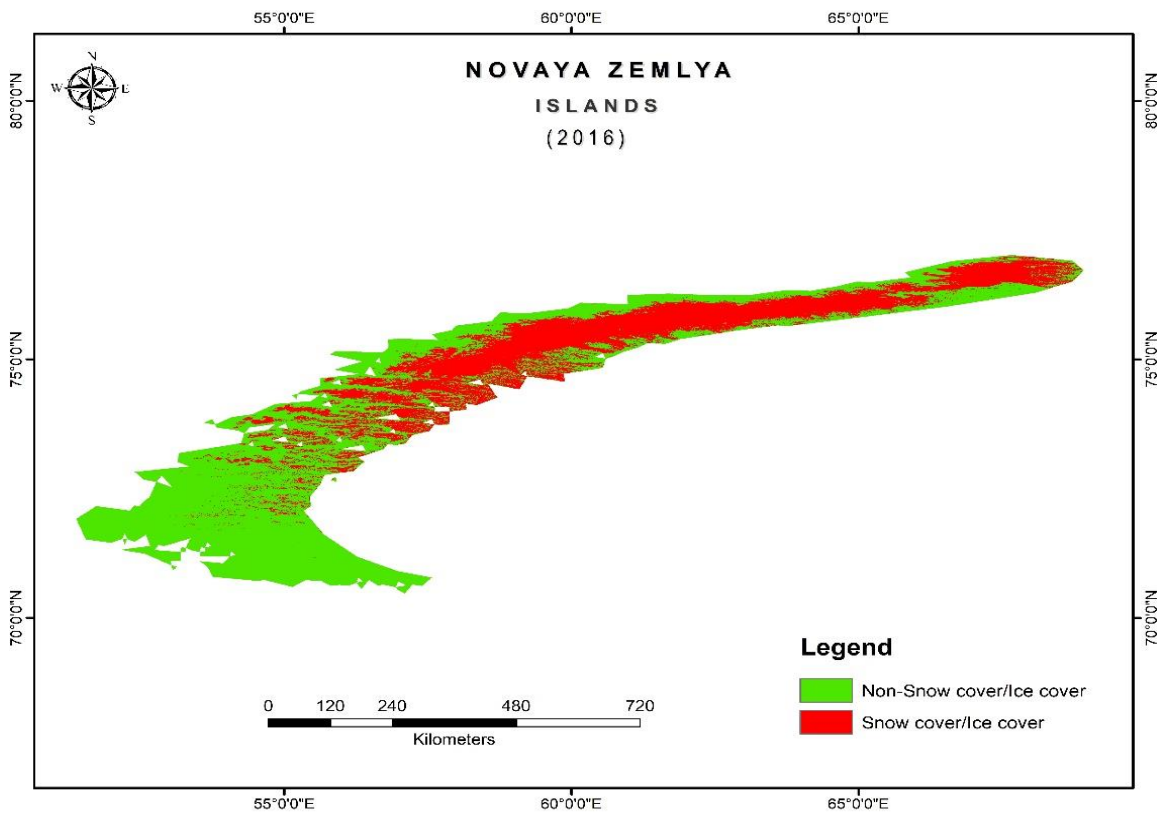 55°0'0"E 60°0'0"E 65°0'0"E
N
W E
S
NOVAYA ZEMLYA
ISLANDS
(2016)
80°0'0"N 80°0'0"N
75°0'0"N 75°0'0"N
70°0'0"N 70°0'0"N
Legend
Non-Snow cover/Ice cover
Snow cover/Ice cover
0 120 240 480 720
Kilometers
55°0'0"E 60°0'0"E 65°0'0"E